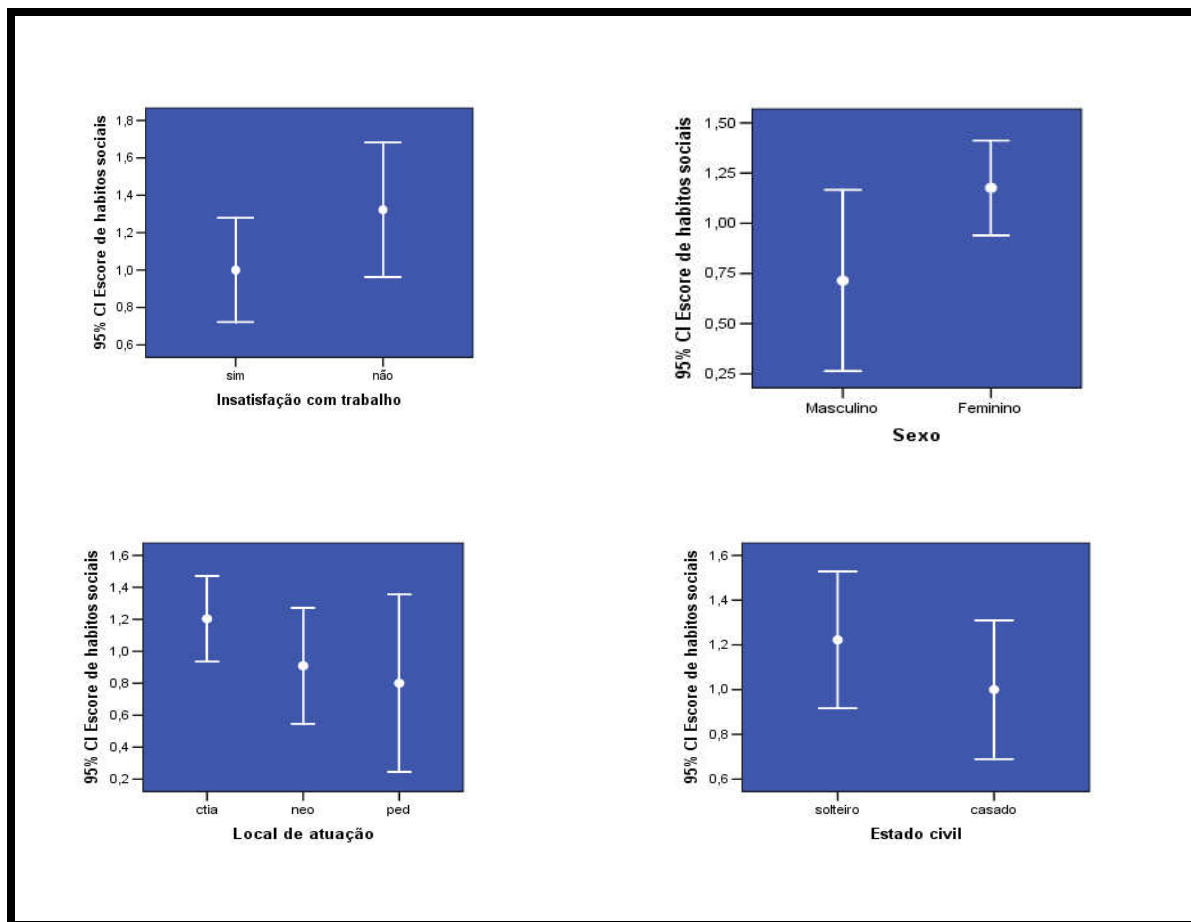 95% CI Escore de habitos sociais
1,8
1,6
1,4
1,2
1,0
0,8
0,6
sim não
Insatisfação com trabalho
95% CI Escore de habitos sociais
1,50
1,25
1,00
0,75
0,50
0,25
Masculino Feminino
Sexo
95% CI Escore de habitos sociais
1,6
1,4
1,2
1,0
0,8
0,6
0,4
0,2
ctia neo ped
Local de atuação
95% CI Escore de habitos sociais
1,6
1,4
1,2
1,0
0,8
0,6
solteiro casado
Estado civil